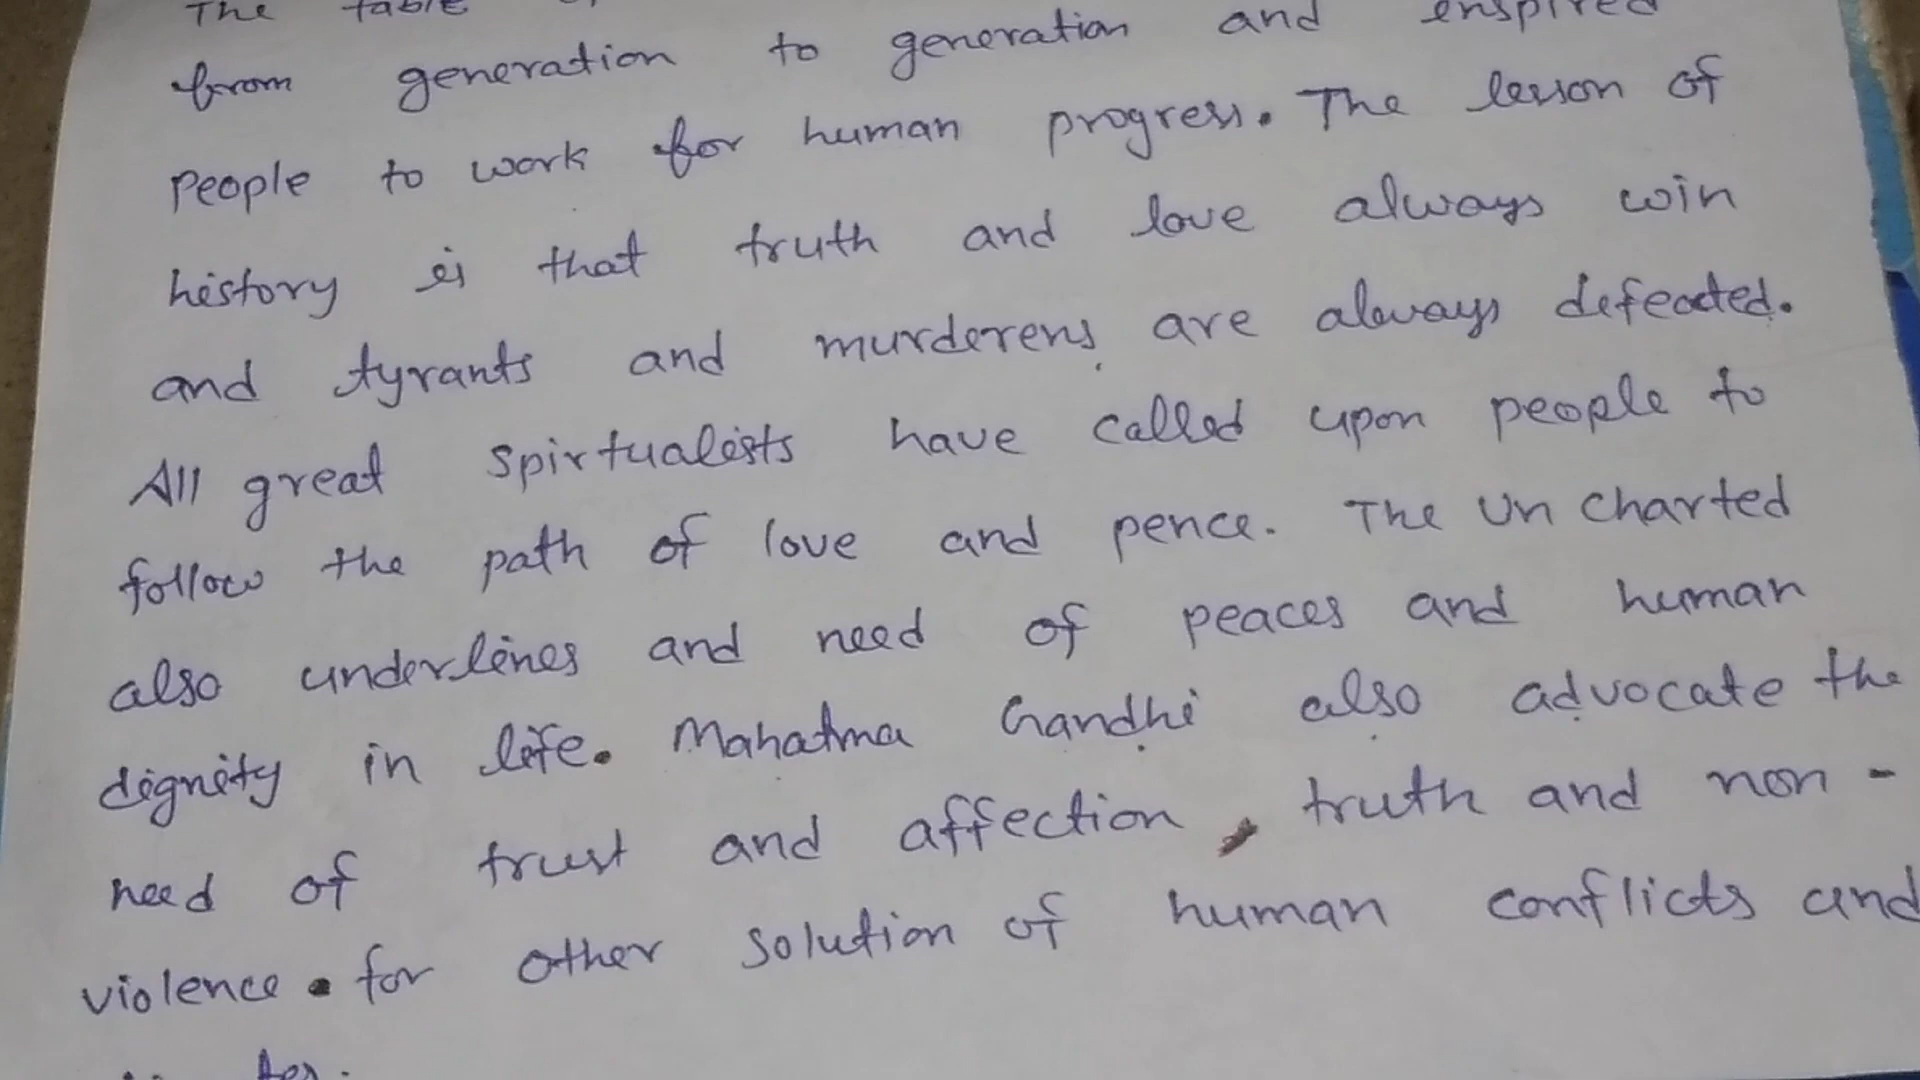 The table
from generation to generation and enspired
people to work for human progress. The lesson of
history is that truth and love always win
and tyrants and murderers are always defeated.
All great spirtualists have called upon people to
follow the path of love and pence. The Un charted
also underlines and need of peaces and human
dignity in life. Mahatma Gandhi also advocate the
need of trust and affection, truth and non-
violence. for other solution of human conflicts and